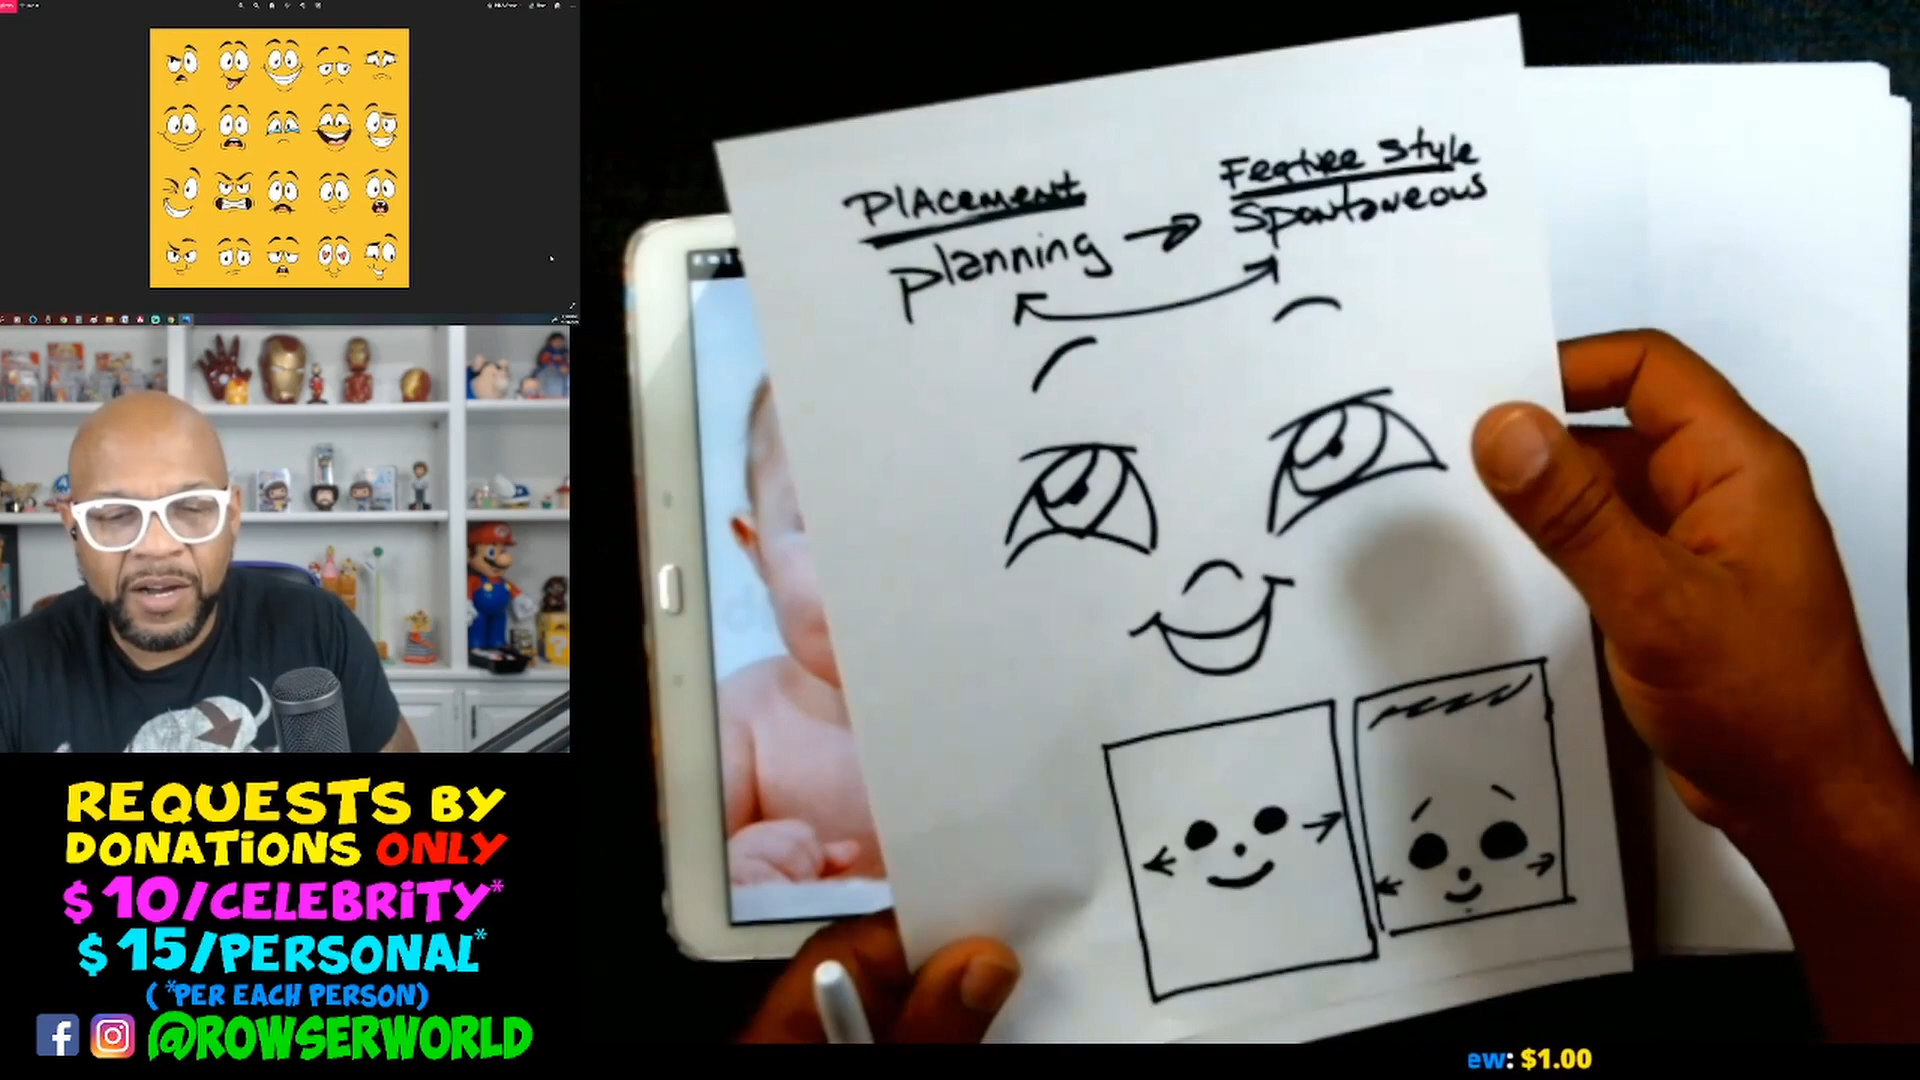 Placement
planning
Feature Style
Spontaneous
REQUESTS BY
DONATiONS ONLY
$10/CELEBRiTY*
$15/PERSONAL*
(*PER EACH PERSON)
@ROWSERWORLD
ew: $1.00